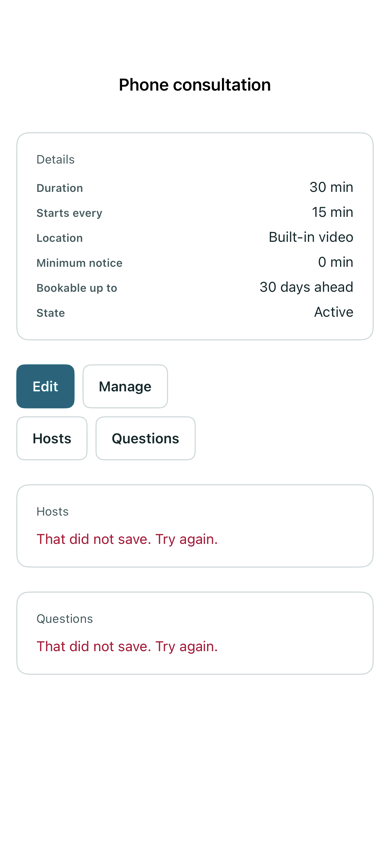 Phone consultation
Details
Duration 30 min
Starts every 15 min
Location Built-in video
Minimum notice 0 min
Bookable up to 30 days ahead
State Active
Edit Manage
Hosts Questions
Hosts
That did not save. Try again.
Questions
That did not save. Try again.